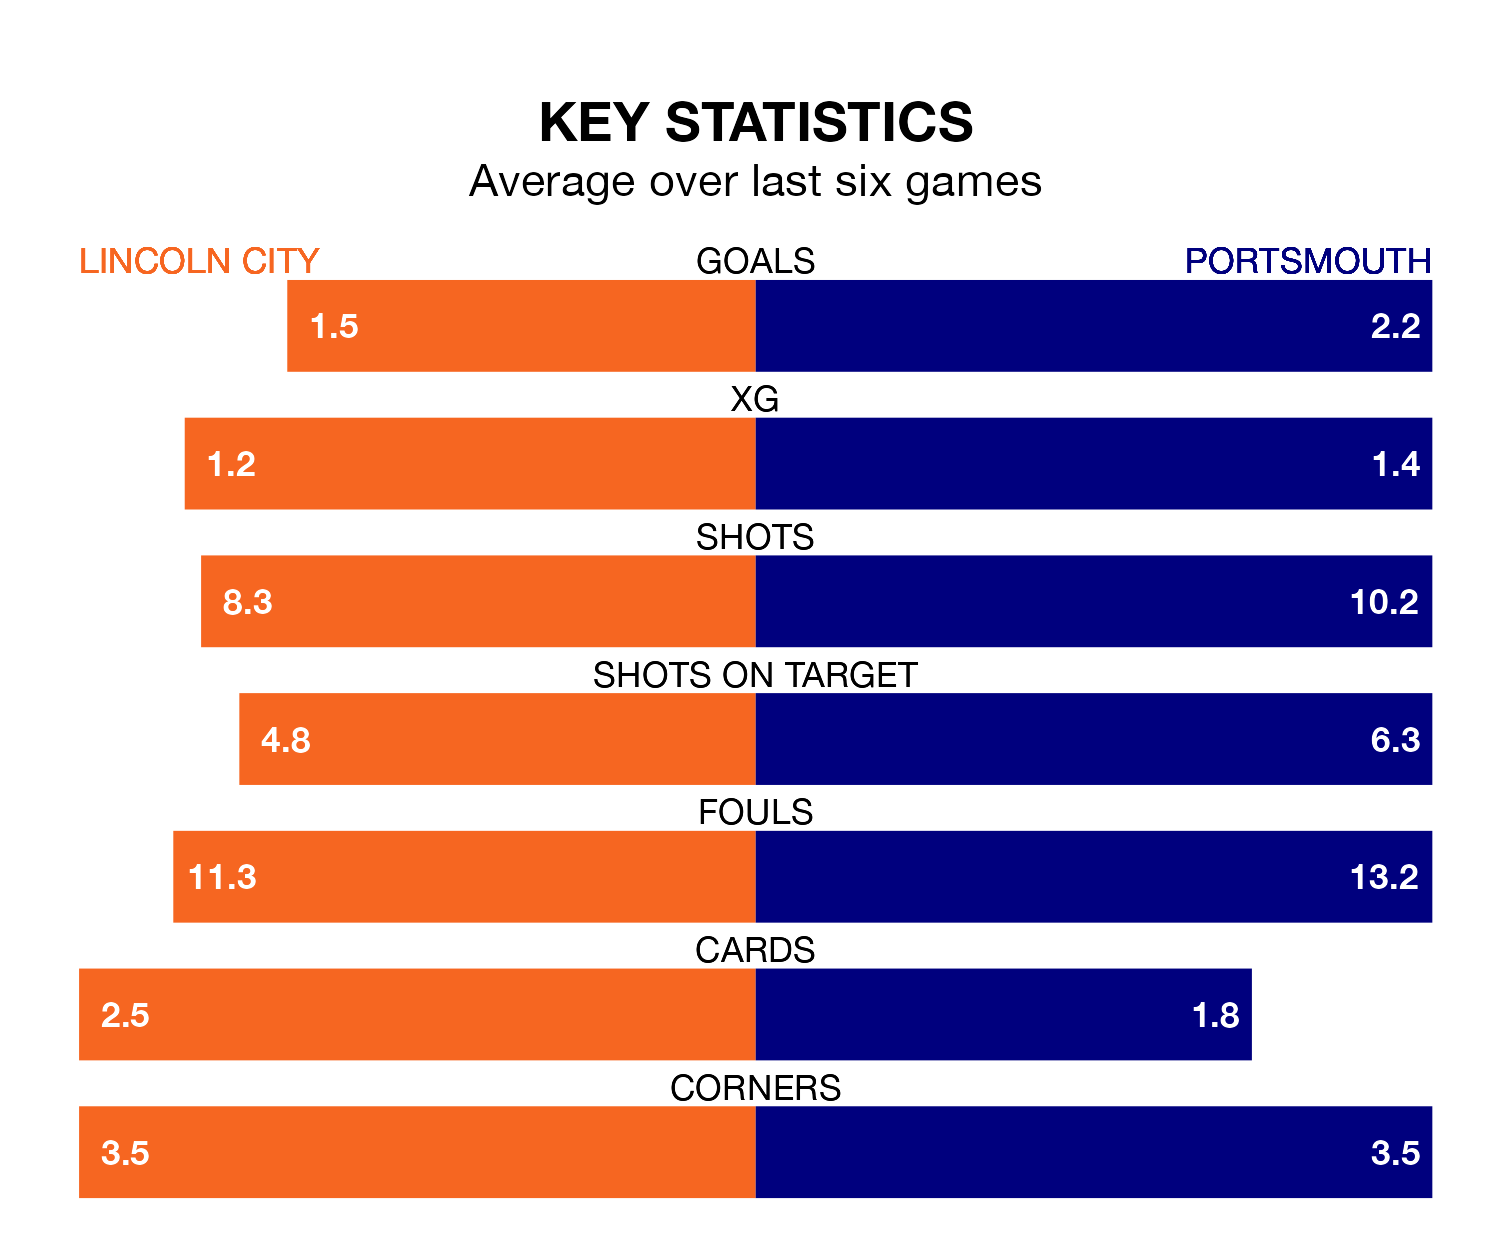 KEY STATISTICS
Average over last six games
LINCOLN CITY GOALS PORTSMOUTH
1.5 2.2
XG
1.2 1.4
SHOTS
8.3 10.2
SHOTS ON TARGET
4.8 6.3
FOULS
11.3 13.2
CARDS
2.5 1.8
CORNERS
3.5 3.5